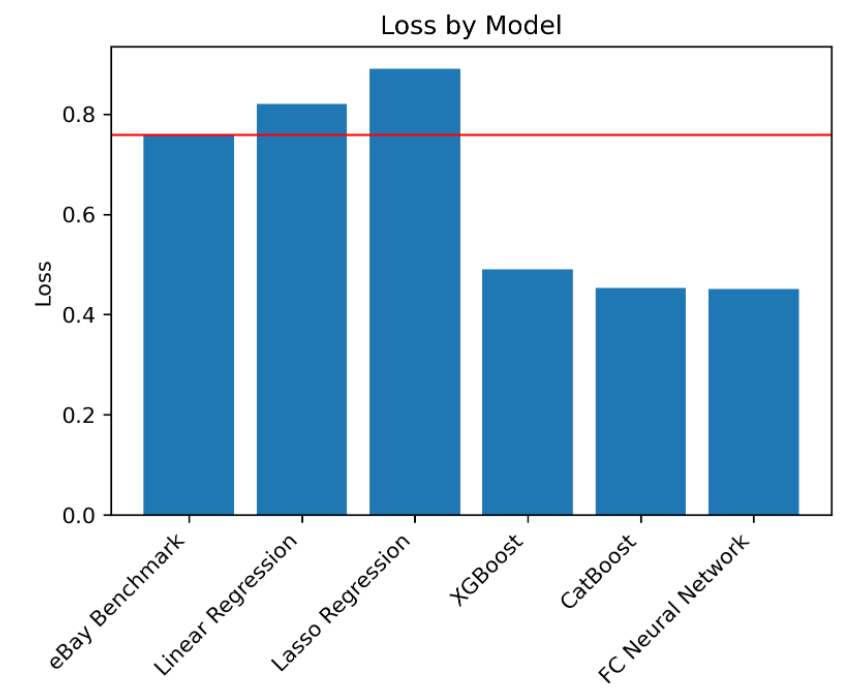 Loss by Model
Loss
0.8
0.6
0.4
0.2
0.0
eBay Benchmark
Linear Regression
Lasso Regression
XGBoost
CatBoost
FC Neural Network